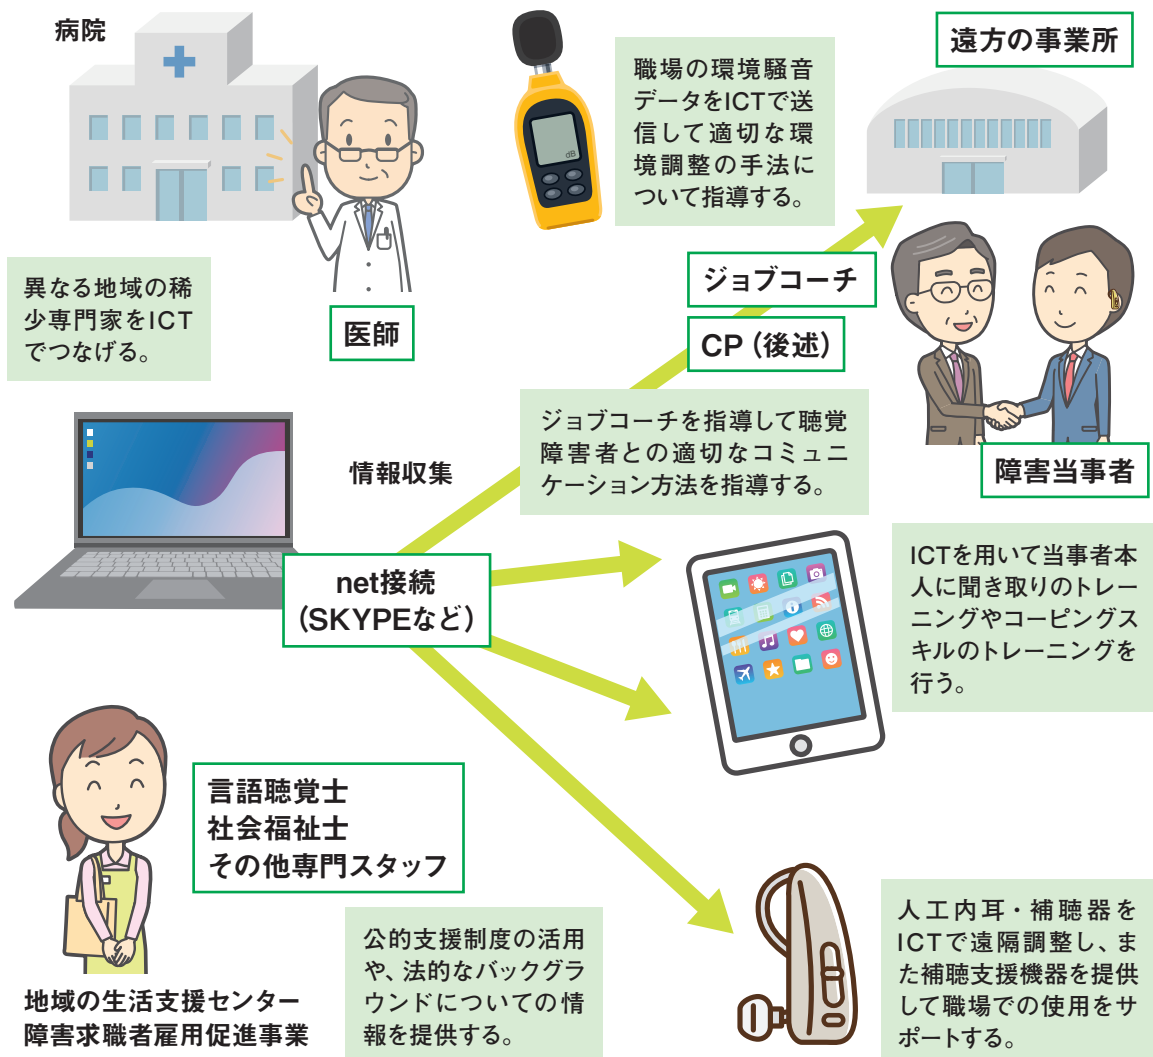 病院
職場の環境騒音
データをICTで送
信して適切な環
境調整の手法に
ついて指導する。
dB
遠方の事業所
異なる地域の稀
少専門家をICT
でつなげる。
医師
ジョブコーチ
CP（後述）
障害当事者
情報収集
ジョブコーチを指導して聴覚
障害者との適切なコミュニ
ケーション方法を指導する。
net接続
（SKYPEなど）
ICTを用いて当事者本
人に聞き取りのトレー
ニングやコーピングス
キルのトレーニングを
行う。
言語聴覚士
社会福祉士
その他専門スタッフ
地域の生活支援センター
障害求職者雇用促進事業
公的支援制度の活用
や、法的なバックグラ
ウンドについての情
報を提供する。
人工内耳・補聴器を
ICTで遠隔調整し、ま
た補聴支援機器を提供
して職場での使用をサ
ポートする。